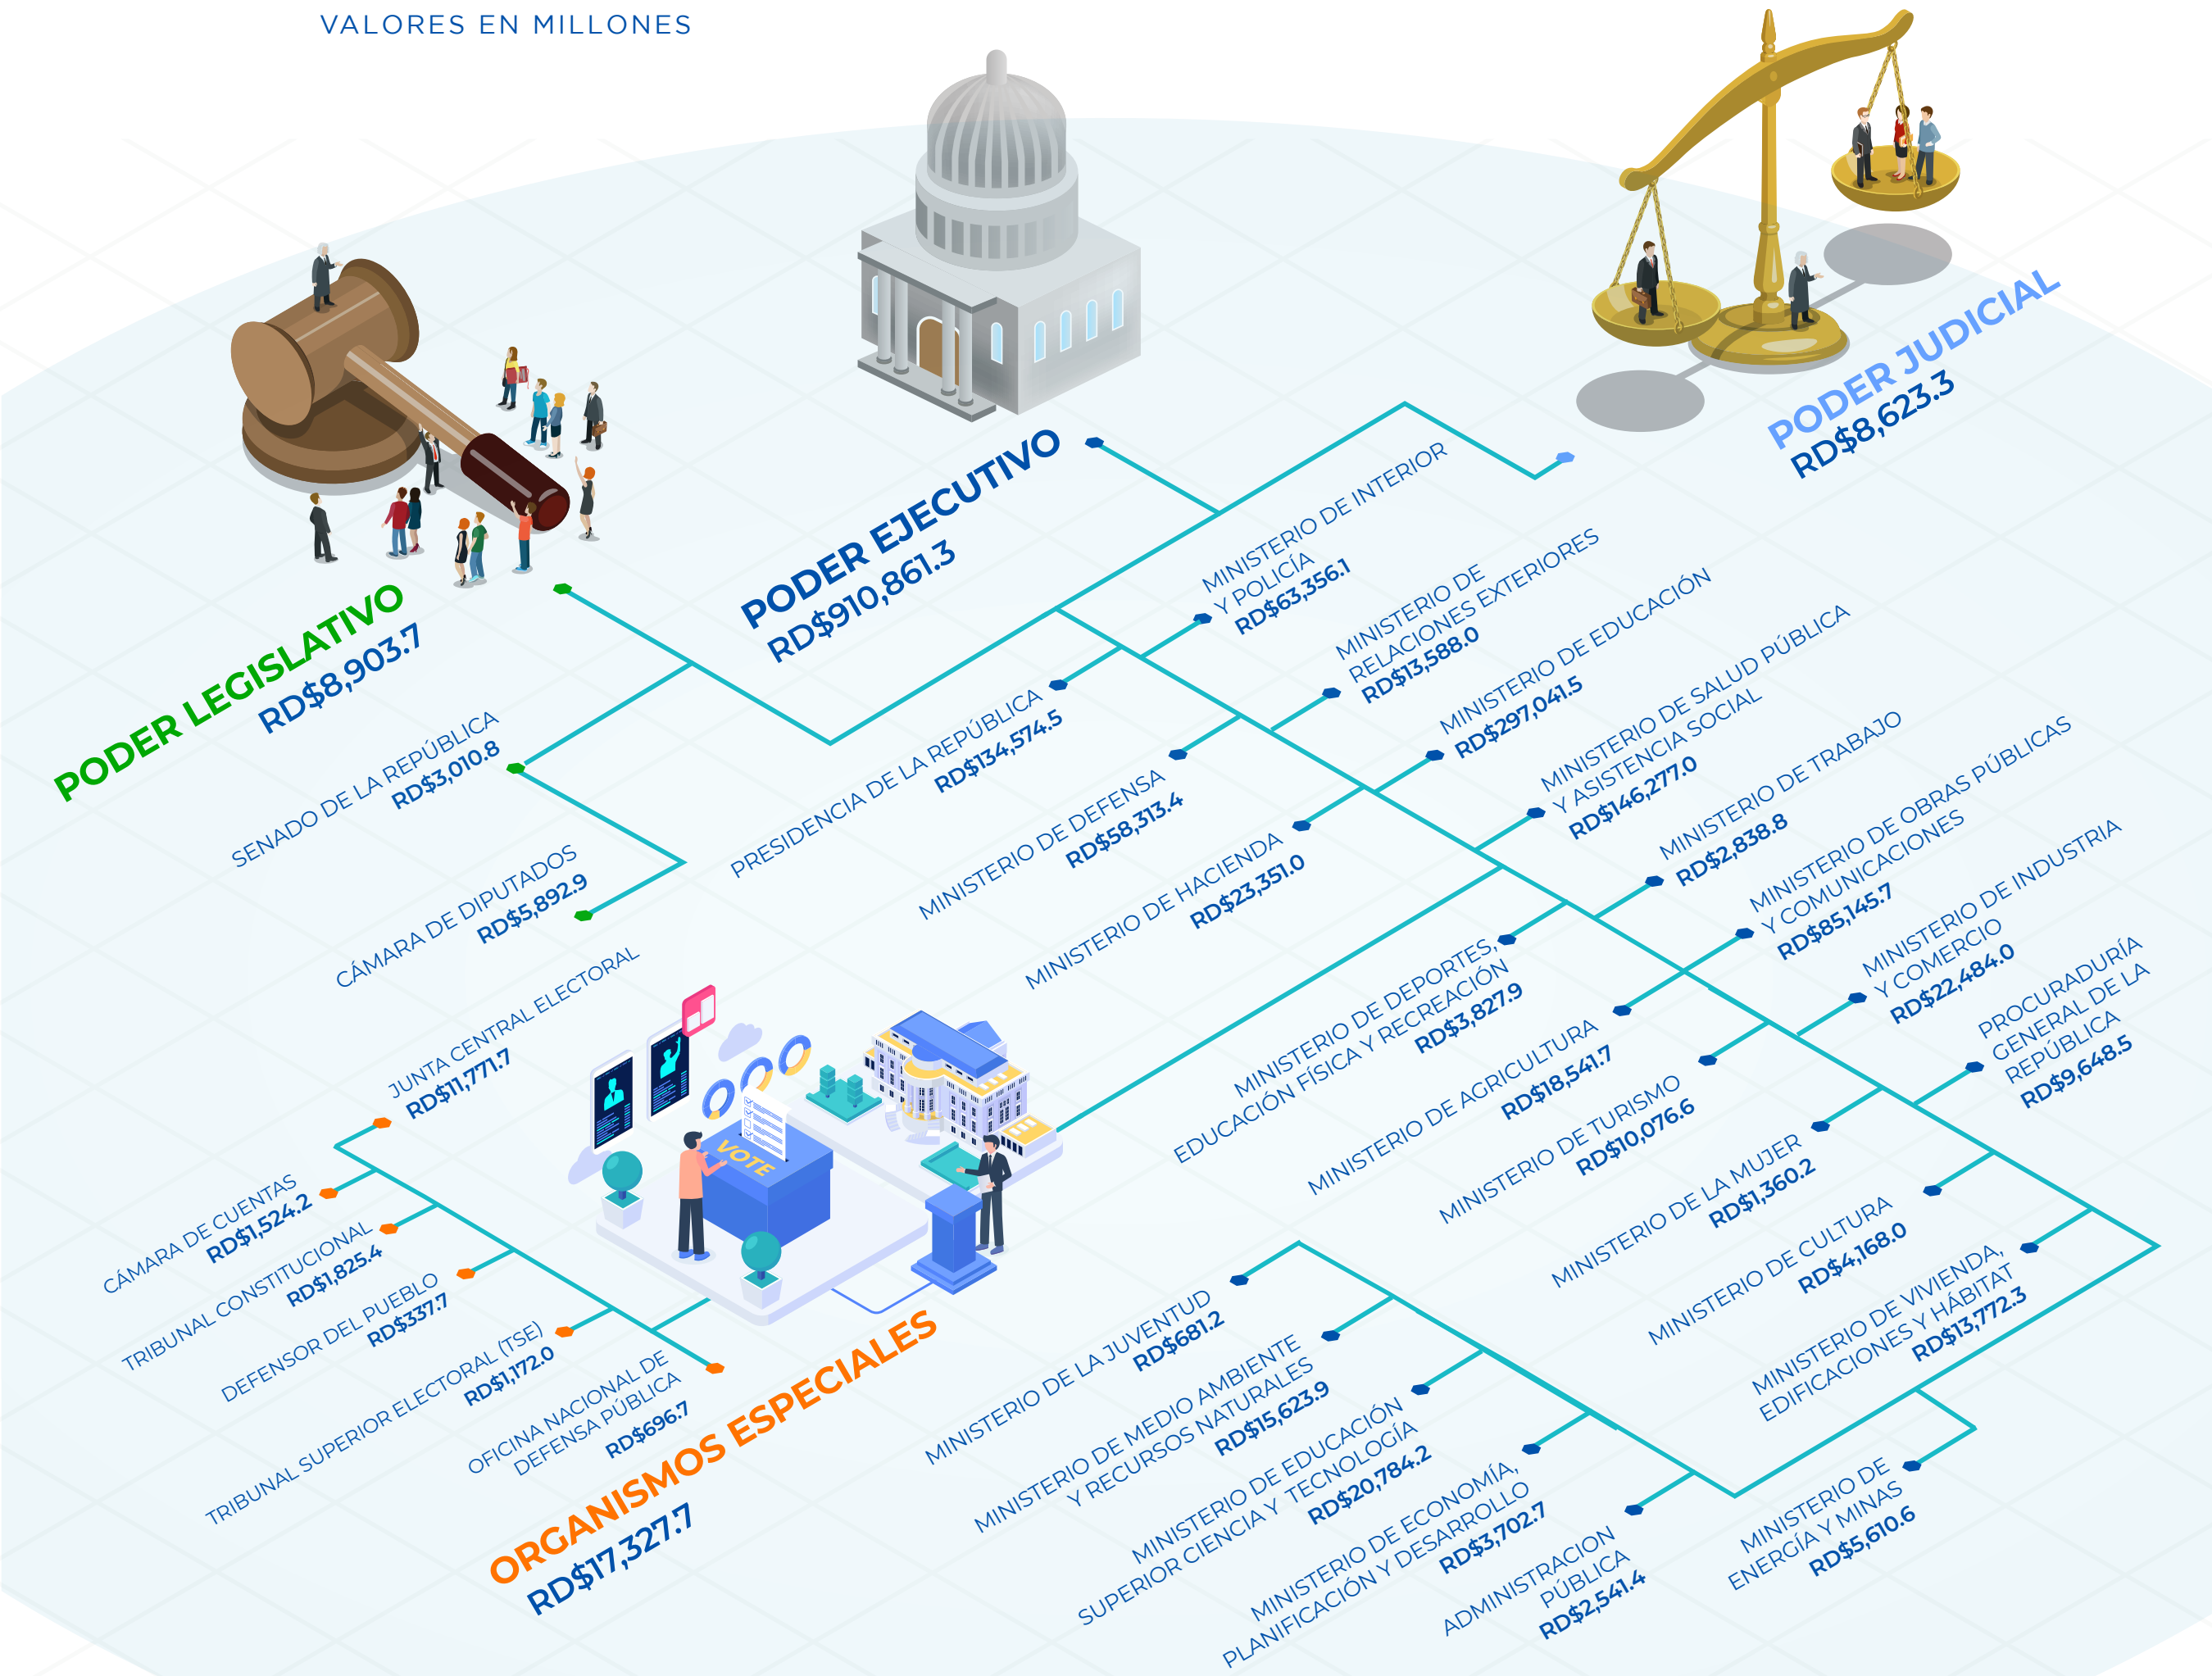 VALORES EN MILLONES
PODER LEGISLATIVO
RD$8,903.7
SENADO DE LA REPÚBLICA
RD$3,010.8
CÁMARA DE DIPUTADOS
RD$5,892.9
PODER EJECUTIVO
RD$910,861.3
PODER JUDICIAL
RD$8,623.3
MINISTERIO DE INTERIOR
Y POLICÍA
RD$63,356.1
PRESIDENCIA DE LA REPÚBLICA
RD$134,574.5
MINISTERIO DE
RELACIONES EXTERIORES
RD$13,588.0
MINISTERIO DE DEFENSA
RD$58,313.4
MINISTERIO DE EDUCACIÓN
RD$297,041.5
MINISTERIO DE HACIENDA
RD$23,351.0
MINISTERIO DE SALUD PÚBLICA
Y ASISTENCIA SOCIAL
RD$146,277.0
MINISTERIO DE TRABAJO
RD$2,838.8
MINISTERIO DE DEPORTES,
EDUCACIÓN FÍSICA Y RECREACIÓN
RD$3,827.9
MINISTERIO DE OBRAS PÚBLICAS
Y COMUNICACIONES
RD$85,145.7
MINISTERIO DE AGRICULTURA
RD$18,541.7
MINISTERIO DE INDUSTRIA
Y COMERCIO
RD$22,484.0
MINISTERIO DE TURISMO
RD$10,076.6
PROCURADURÍA
GENERAL DE LA
REPÚBLICA
RD$9,648.5
MINISTERIO DE LA MUJER
RD$1,360.2
MINISTERIO DE CULTURA
RD$4,168.0
MINISTERIO DE VIVIENDA,
EDIFICACIONES Y HÁBITAT
RD$13,772.3
MINISTERIO DE LA JUVENTUD
RD$681.2
MINISTERIO DE MEDIO AMBIENTE
Y RECURSOS NATURALES
RD$15,623.9
MINISTERIO DE EDUCACIÓN
SUPERIOR CIENCIA Y TECNOLOGÍA
RD$20,784.2
MINISTERIO DE ECONOMÍA,
PLANIFICACIÓN Y DESARROLLO
RD$3,702.7
ADMINISTRACION
PÚBLICA
RD$2,541.4
MINISTERIO DE
ENERGÍA Y MINAS
RD$5,610.6
JUNTA CENTRAL ELECTORAL
RD$11,771.7
CÁMARA DE CUENTAS
RD$1,524.2
TRIBUNAL CONSTITUCIONAL
RD$1,825.4
DEFENSOR DEL PUEBLO
RD$337.7
TRIBUNAL SUPERIOR ELECTORAL (TSE)
RD$1,172.0
OFICINA NACIONAL DE
DEFENSA PÚBLICA
RD$696.7
VOTE
ORGANISMOS ESPECIALES
RD$17,327.7